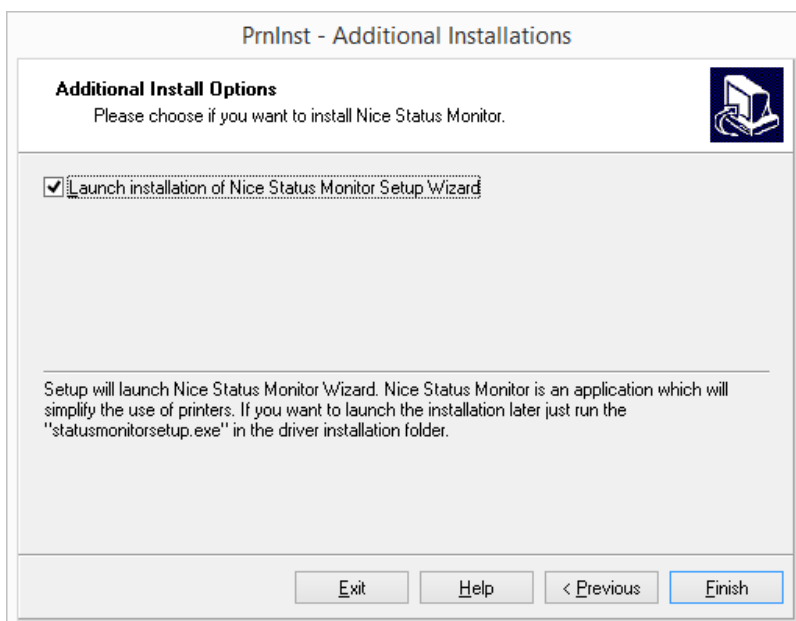 PrnInst - Additional Installations
Additional Install Options
Please choose if you want to install Nice Status Monitor.
Launch installation of Nice Status Monitor Setup Wizard
Setup will launch Nice Status Monitor Wizard. Nice Status Monitor is an application which will
simplify the use of printers. If you want to launch the installation later just run the
"statusmonitorsetup.exe" in the driver installation folder.
Exit Help < Previous Finish